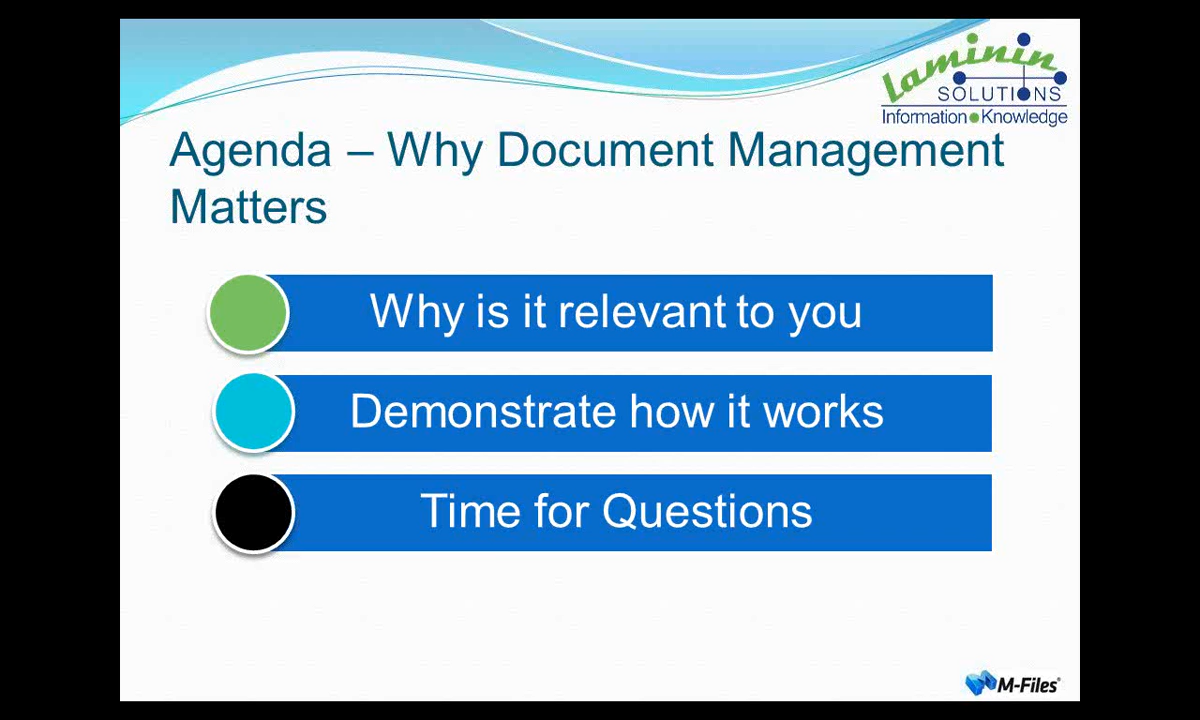 Laminin
SOLUTIONS
Information Knowledge
Agenda – Why Document Management
Matters
Why is it relevant to you
Demonstrate how it works
Time for Questions
M-Files®